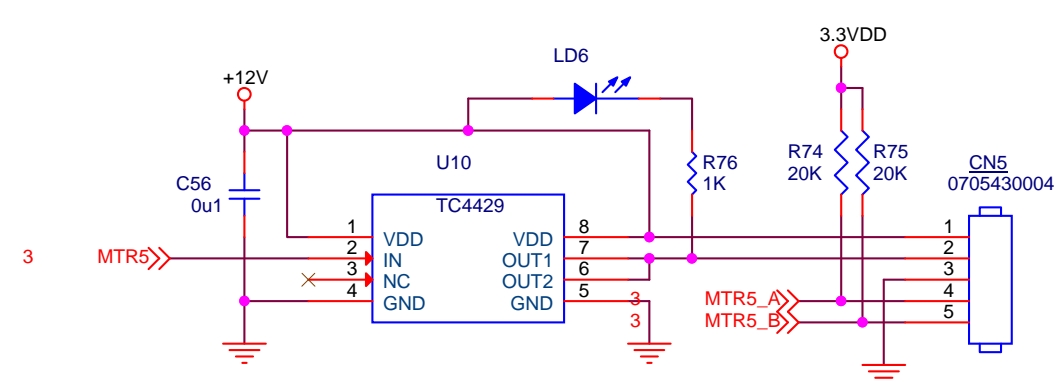 3.3VDD
LD6
+12V
R74
20K
R75
20K
CN5
0705430004
U10
R76
1K
C56
0u1
TC4429
1
VDD
VDD
8
1
3
MTR5
2
IN
OUT1
7
2
3
NC
OUT2
6
3
4
GND
GND
5
3
MTR5_A
4
3
MTR5_B
5